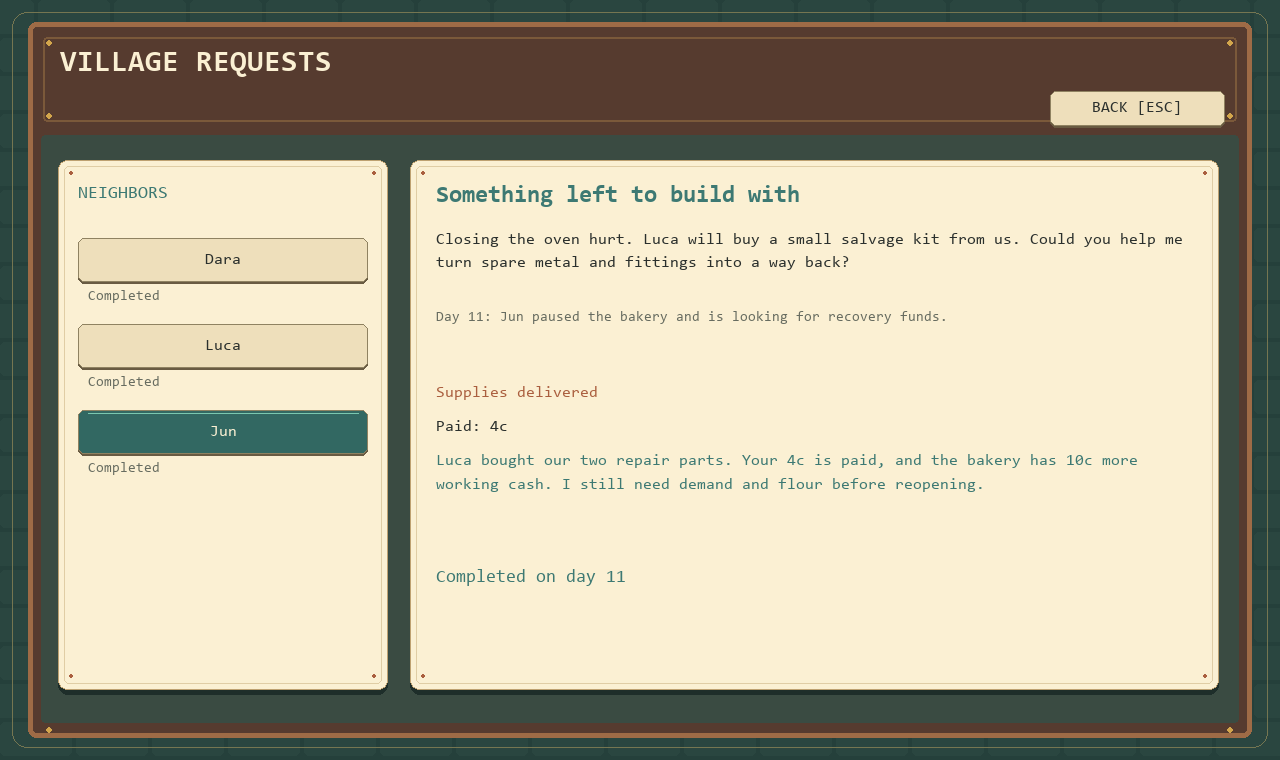 VILLAGE REQUESTS
BACK [ESC]
NEIGHBORS
Dara
Completed
Luca
Completed
Jun
Completed
Something left to build with
Closing the oven hurt. Luca will buy a small salvage kit from us. Could you help me
turn spare metal and fittings into a way back?
Day 11: Jun paused the bakery and is looking for recovery funds.
Supplies delivered
Paid: 4c
Luca bought our two repair parts. Your 4c is paid, and the bakery has 10c more
working cash. I still need demand and flour before reopening.
Completed on day 11